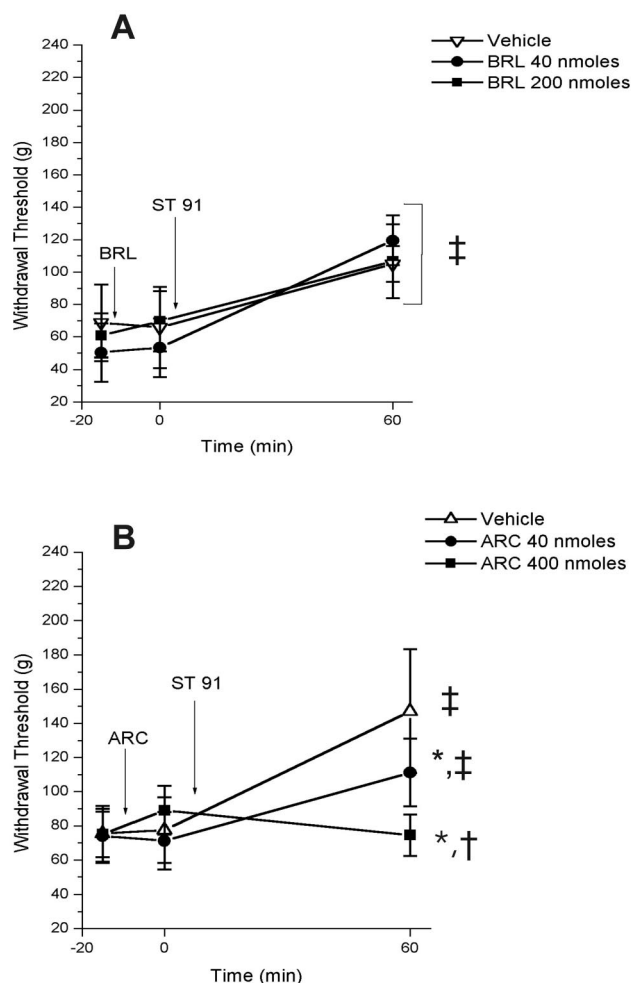 A
Vehicle
BRL 40 nmoles
BRL 200 nmoles
Withdrawal Threshold (g)
240
220
200
180
160
140
120
100
80
60
40
20
BRL
ST 91
‡
-20
0
60
Time (min)
B
Vehicle
ARC 40 nmoles
ARC 400 nmoles
Withdrawal Threshold (g)
240
220
200
180
160
140
120
100
80
60
40
20
ARC
ST 91
‡
*,‡
*,†
-20
0
60
Time (min)